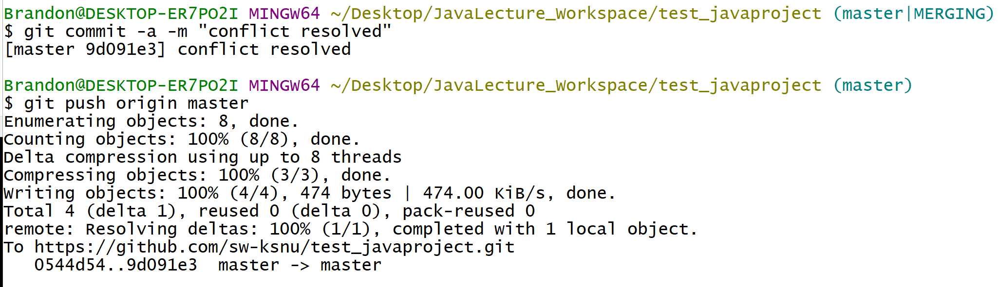 Brandon@DESKTOP-ER7PO2I MINGW64 ~/Desktop/JavaLecture_Workspace/test_javaproject (master|MERGING)
$ git commit -a -m "conflict resolved"
[master 9d091e3] conflict resolved
Brandon@DESKTOP-ER7PO2I MINGW64 ~/Desktop/JavaLecture_Workspace/test_javaproject (master)
$ git push origin master
Enumerating objects: 8, done.
Counting objects: 100% (8/8), done.
Delta compression using up to 8 threads
Compressing objects: 100% (3/3), done.
Writing objects: 100% (4/4), 474 bytes | 474.00 KiB/s, done.
Total 4 (delta 1), reused 0 (delta 0), pack-reused 0
remote: Resolving deltas: 100% (1/1), completed with 1 local object.
To https://github.com/sw-ksnu/test_javaproject.git
   0544d54..9d091e3  master -> master